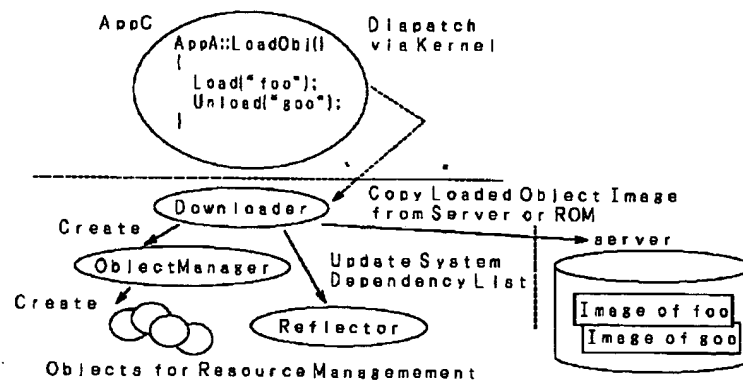 AppC
Dispatch
via Kernel
AppA::LoadObj()
{
Load("foo");
Unload("goo");
}
Downloader
Copy Loaded Object Image
from Server or ROM
Create
server
ObjectManager
Update System
Dependency List
Create
Reflector
Image of foo
Image of goo
Objects for Resource Managemement